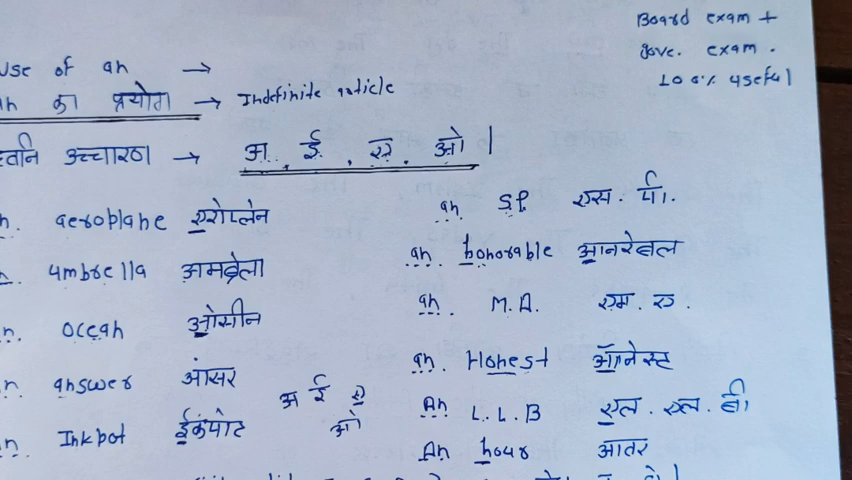 Board exam +
gove. exam.
100% useful
Use of an →
an का प्रयोग → Indefinite article
ध्वनि उच्चारण → अ, ई, ए, ओ |
an. aeroplane एरोप्लेन
an. umbrella आमब्रेला
an. Ocean ओसीन
an answer आंसर
an. Inkpot ईंकपोट
अ ई ए
ओ
an SP एस. पी.
an. honorable आनरेबल
an M.A. एम. ए.
an. Honest ऑनेस्ट
An L.L.B एल. एल. बी
An hour आवर